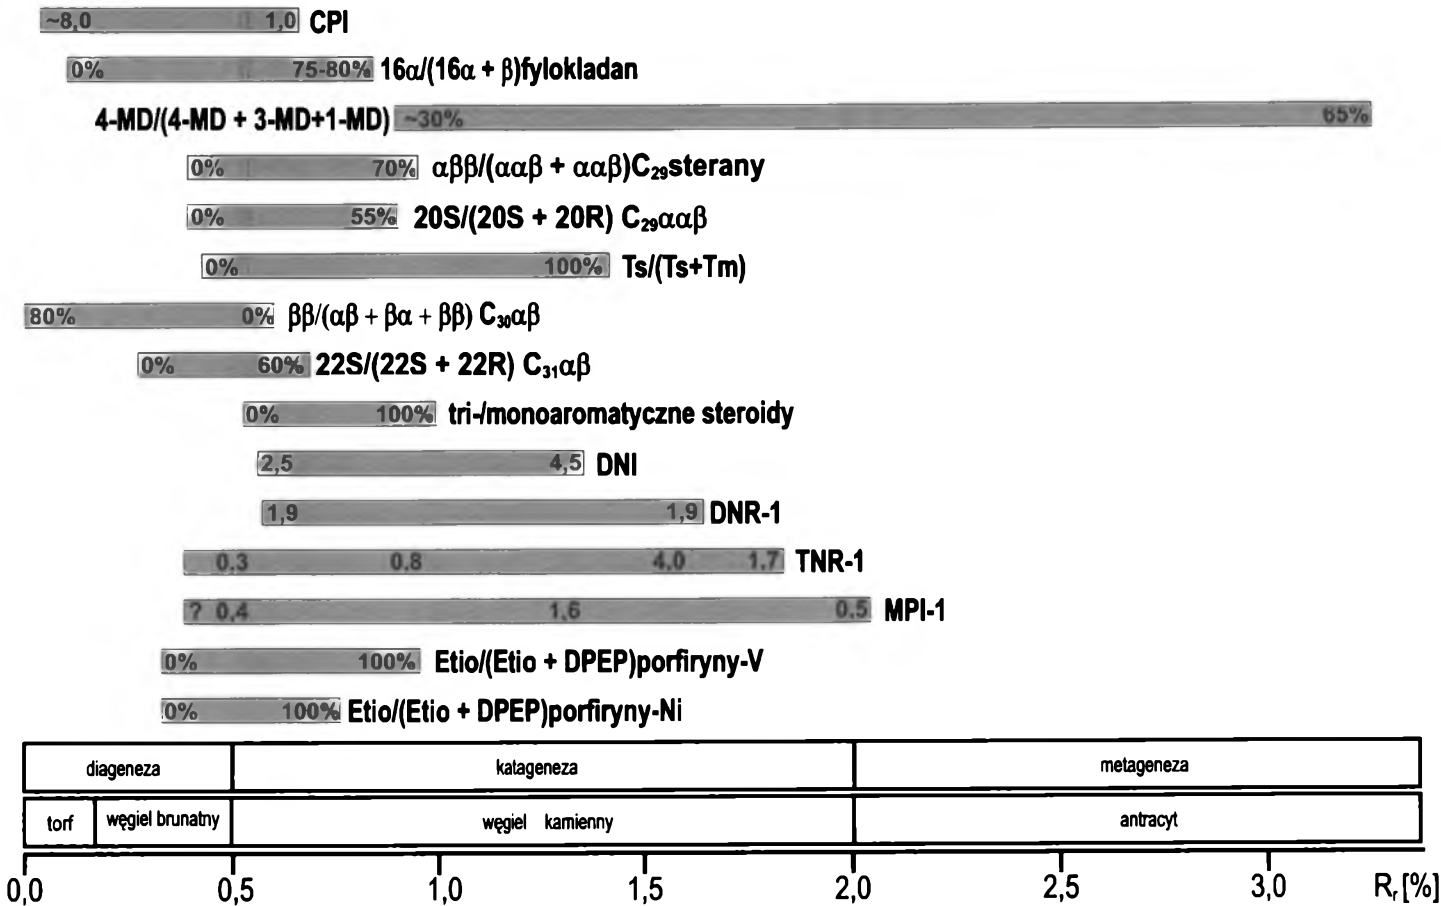 ~8,0 1,0 CPI
0% 75-80% 16α/(16α + β)fylokladan
4-MD/(4-MD + 3-MD+1-MD) ~30% 65%
0% 70% αββ/(ααβ + ααβ)C₂₉sterany
0% 55% 20S/(20S + 20R) C₂₉ααβ
0% 100% Ts/(Ts+Tm)
80% 0% ββ/(αβ + βα + ββ) C₃₀αβ
0% 60% 22S/(22S + 22R) C₃₁αβ
0% 100% tri-/monoaromatyczne steroidy
2,5 4,5 DNI
1,9 1,9 DNR-1
0.3 0.8 4.0 1.7 TNR-1
? 0.4 1,6 0.5 MPI-1
0% 100% Etio/(Etio + DPEP)porfiryny-V
0% 100% Etio/(Etio + DPEP)porfiryny-Ni
diageneza katageneza metageneza
torf węgiel brunatny węgiel kamienny antracyt
0,0 0,5 1,0 1,5 2,0 2,5 3,0 Rᵣ [%]